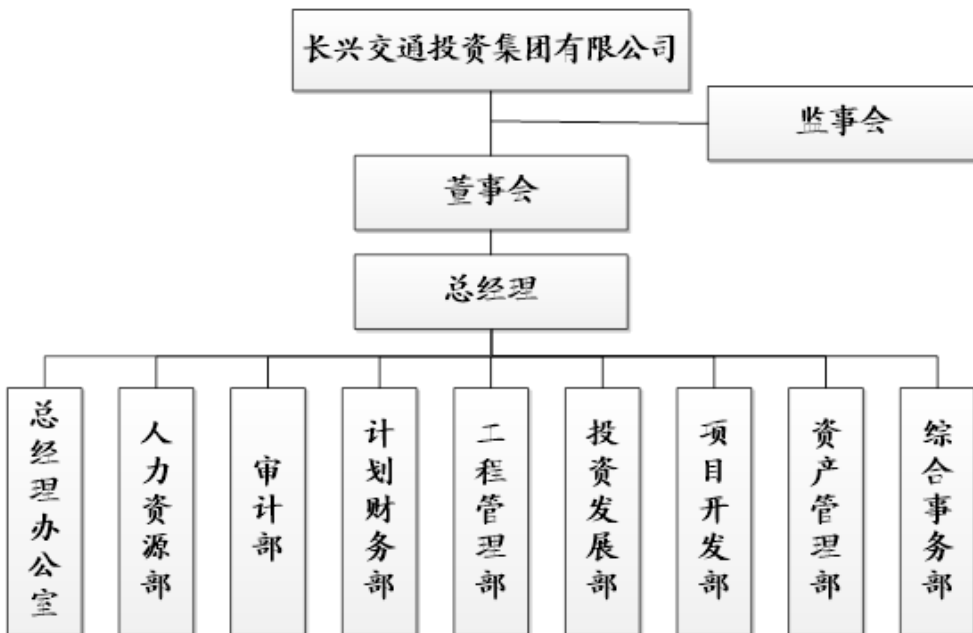 长兴交通投资集团有限公司
监事会
董事会
总经理
总经理办公室
人力资源部
审计部
计划财务部
工程管理部
投资发展部
项目开发部
资产管理部
综合事务部